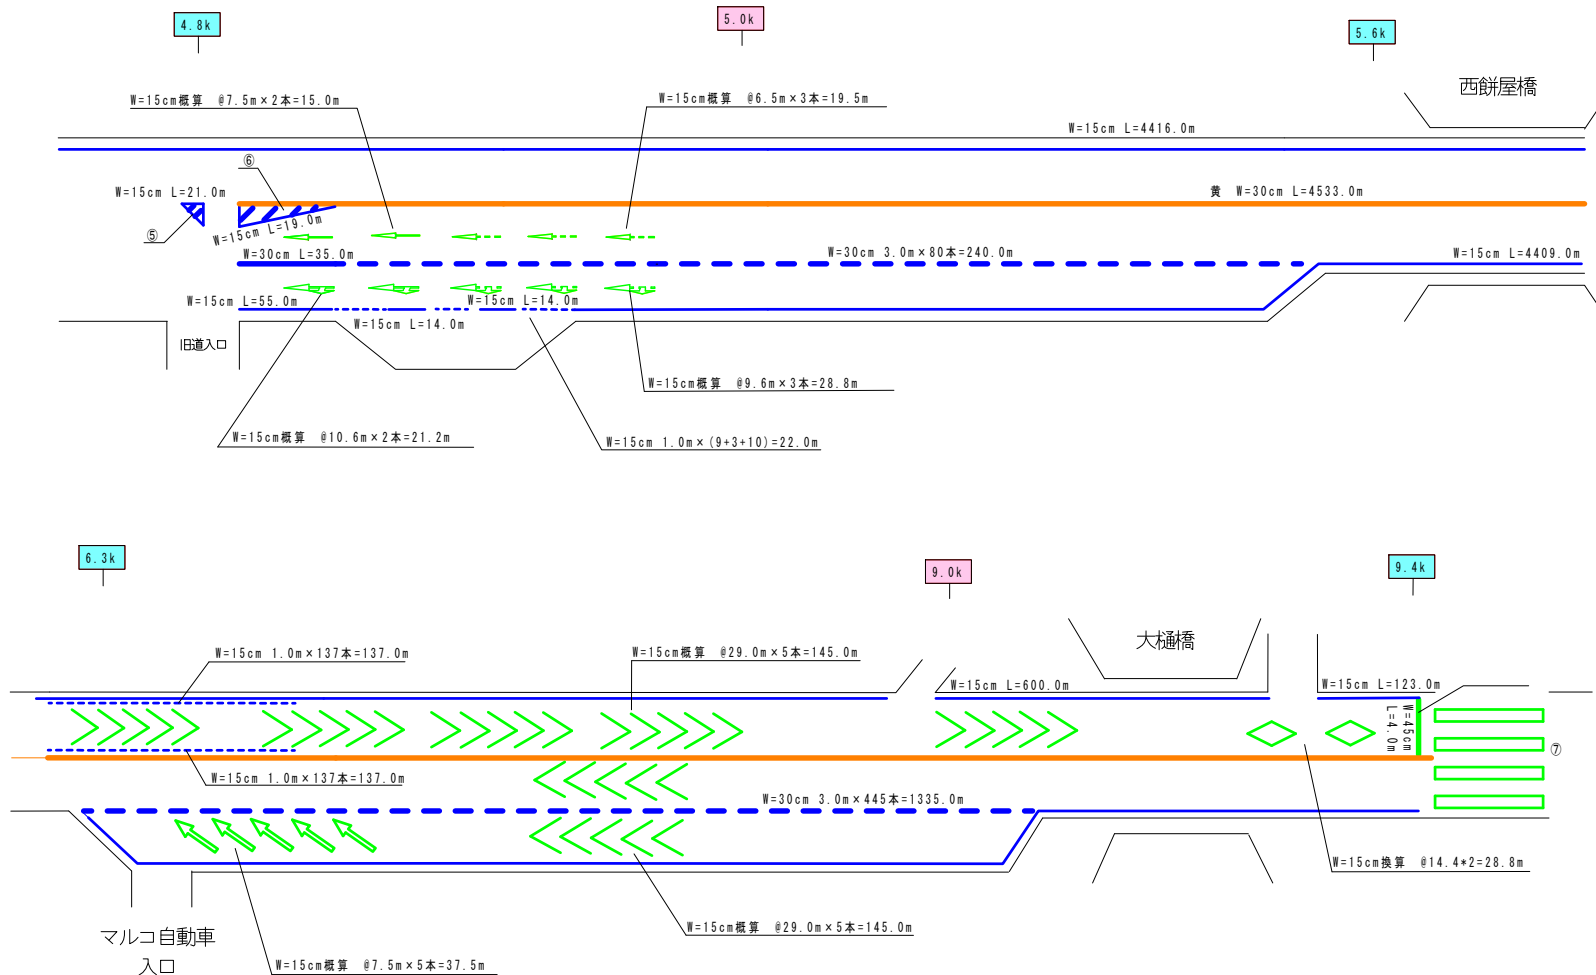 4.8k
5.0k
5.6k
西餅屋橋
W=15cm概算 @7.5m×2本=15.0m
W=15cm概算 @6.5m×3本=19.5m
W=15cm L=4416.0m
⑥
W=15cm L=21.0m
黄 W=30cm L=4533.0m
⑤
W=15cm L=19.0m
W=30cm L=35.0m
W=30cm 3.0m×80本=240.0m
W=15cm L=4409.0m
W=15cm L=55.0m
W=15cm L=14.0m
W=15cm L=14.0m
旧道入口
W=15cm概算 @9.6m×3本=28.8m
W=15cm概算 @10.6m×2本=21.2m
W=15cm 1.0m×(9+3+10)=22.0m
6.3k
9.0k
9.4k
大樋橋
W=15cm 1.0m×137本=137.0m
W=15cm概算 @29.0m×5本=145.0m
W=15cm L=600.0m
W=15cm L=123.0m
W=45cm
L=4.0m
⑦
W=15cm 1.0m×137本=137.0m
W=30cm 3.0m×445本=1335.0m
W=15cm換算 @14.4*2=28.8m
W=15cm概算 @29.0m×5本=145.0m
マルコ自動車
入口
W=15cm概算 @7.5m×5本=37.5m